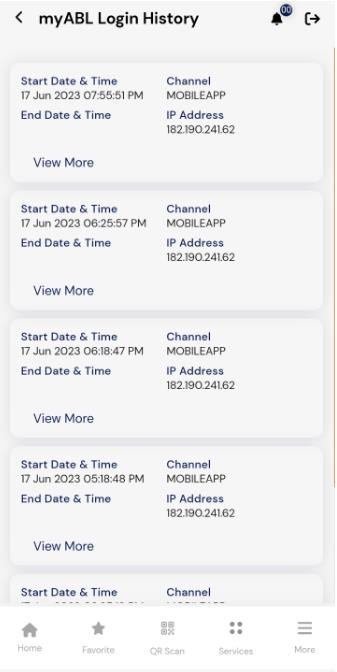 myABL Login History
00
Start Date & Time Channel
17 Jun 2023 07:55:51 PM MOBILEAPP
End Date & Time IP Address
182.190.241.62
View More
Start Date & Time Channel
17 Jun 2023 06:25:57 PM MOBILEAPP
End Date & Time IP Address
182.190.241.62
View More
Start Date & Time Channel
17 Jun 2023 06:18:47 PM MOBILEAPP
End Date & Time IP Address
182.190.241.62
View More
Start Date & Time Channel
17 Jun 2023 05:18:48 PM MOBILEAPP
End Date & Time IP Address
182.190.241.62
View More
Start Date & Time Channel
Home Favorite QR Scan Services More